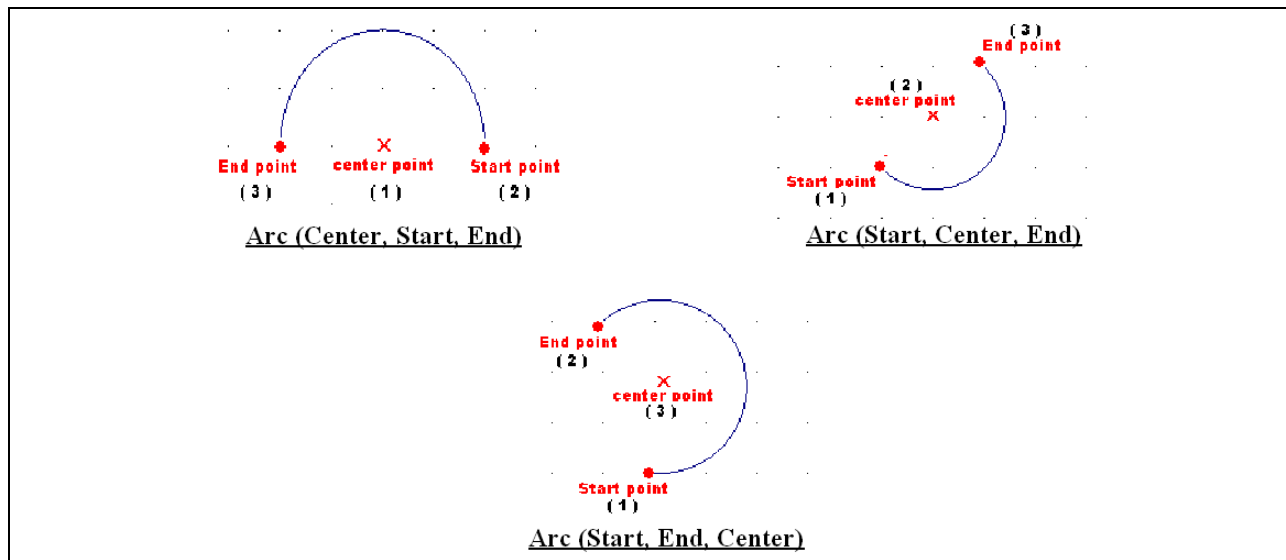 End point
( 3 )
center point
( 1 )
Start point
( 2 )
Arc (Center, Start, End)
( 3 )
End point
( 2 )
center point
Start point
( 1 )
Arc (Start, Center, End)
End point
( 2 )
center point
( 3 )
Start point
( 1 )
Arc (Start, End, Center)